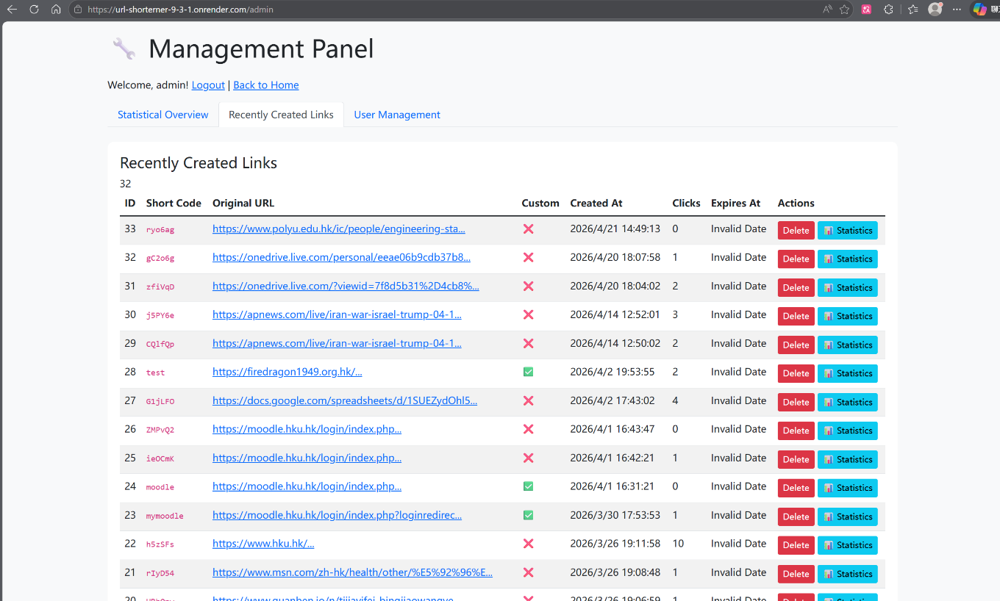 https://url-shorterner-9-3-1.onrender.com/admin
Management Panel
Welcome, admin! Logout | Back to Home
Statistical Overview Recently Created Links User Management
Recently Created Links
32
ID Short Code Original URL Custom Created At Clicks Expires At Actions
33 ryo6ag https://www.polyu.edu.hk/ic/people/engineering-sta... ❌ 2026/4/21 14:49:13 0 Invalid Date Delete 📊 Statistics
32 gC2o6g https://onedrive.live.com/personal/eeae06b9cdb37b8... ❌ 2026/4/20 18:07:58 1 Invalid Date Delete 📊 Statistics
31 zfiVqD https://onedrive.live.com/?viewid=7f8d5b31%2D4cb8%... ❌ 2026/4/20 18:04:02 2 Invalid Date Delete 📊 Statistics
30 j5PY6e https://apnews.com/live/iran-war-israel-trump-04-1... ❌ 2026/4/14 12:52:01 3 Invalid Date Delete 📊 Statistics
29 CQlfQp https://apnews.com/live/iran-war-israel-trump-04-1... ❌ 2026/4/14 12:50:02 2 Invalid Date Delete 📊 Statistics
28 test https://firedragon1949.org.hk/... ✅ 2026/4/2 19:53:55 2 Invalid Date Delete 📊 Statistics
27 G1jLFO https://docs.google.com/spreadsheets/d/1SUEZydOhl5... ❌ 2026/4/2 17:43:02 4 Invalid Date Delete 📊 Statistics
26 ZMPvQ2 https://moodle.hku.hk/login/index.php... ❌ 2026/4/1 16:43:47 0 Invalid Date Delete 📊 Statistics
25 ieOCmK https://moodle.hku.hk/login/index.php... ❌ 2026/4/1 16:42:21 1 Invalid Date Delete 📊 Statistics
24 moodle https://moodle.hku.hk/login/index.php... ✅ 2026/4/1 16:31:21 0 Invalid Date Delete 📊 Statistics
23 mymoodle https://moodle.hku.hk/login/index.php?loginredirec... ✅ 2026/3/30 17:53:53 1 Invalid Date Delete 📊 Statistics
22 h5zSFs https://www.hku.hk/... ❌ 2026/3/26 19:11:58 10 Invalid Date Delete 📊 Statistics
21 rIyD54 https://www.msn.com/zh-hk/health/other/%E5%92%96%E... ❌ 2026/3/26 19:08:48 1 Invalid Date Delete 📊 Statistics